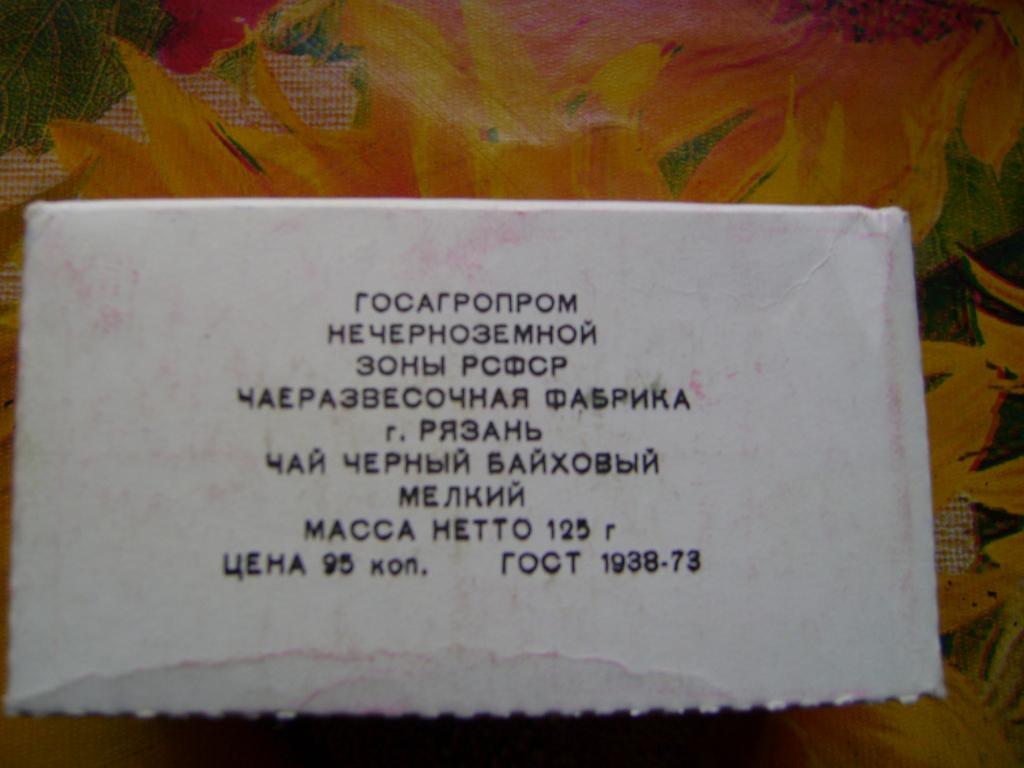 ГОСАГРОПРОМ
НЕЧЕРНОЗЕМНОЙ
ЗОНЫ РСФСР
ЧАЕРАЗВЕСОЧНАЯ ФАБРИКА
г. РЯЗАНЬ
ЧАЙ ЧЕРНЫЙ БАЙХОВЫЙ
МЕЛКИЙ
МАССА НЕТТО 125 г
ЦЕНА 95 коп. ГОСТ 1938-73